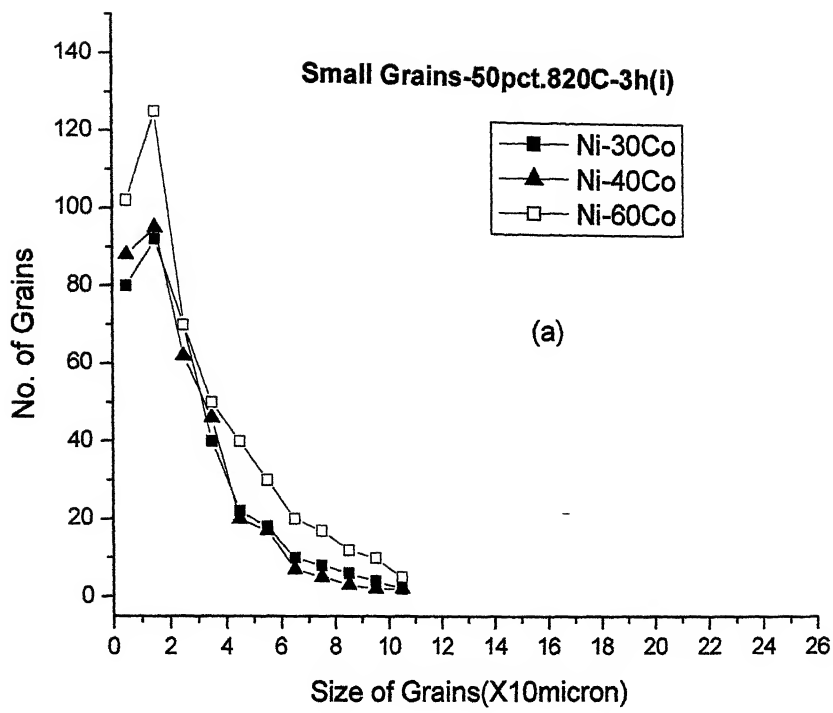 Small Grains-50pct.820C-3h(i)
Ni-30Co
Ni-40Co
Ni-60Co
(a)
No. of Grains
140
120
100
80
60
40
20
0
0 2 4 6 8 10 12 14 16 18 20 22 24 26
Size of Grains(X10micron)